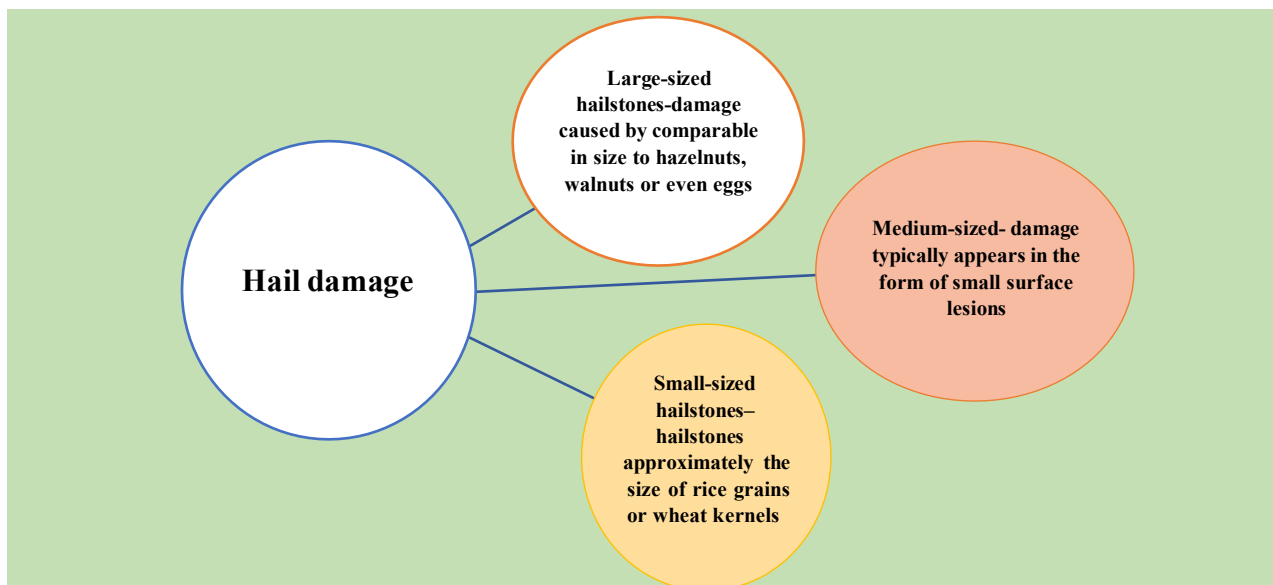 Hail damage
Large-sized
hailstones-damage
caused by comparable
in size to hazelnuts,
walnuts or even eggs
Medium-sized- damage
typically appears in the
form of small surface
lesions
Small-sized
hailstones–
hailstones
approximately the
size of rice grains
or wheat kernels